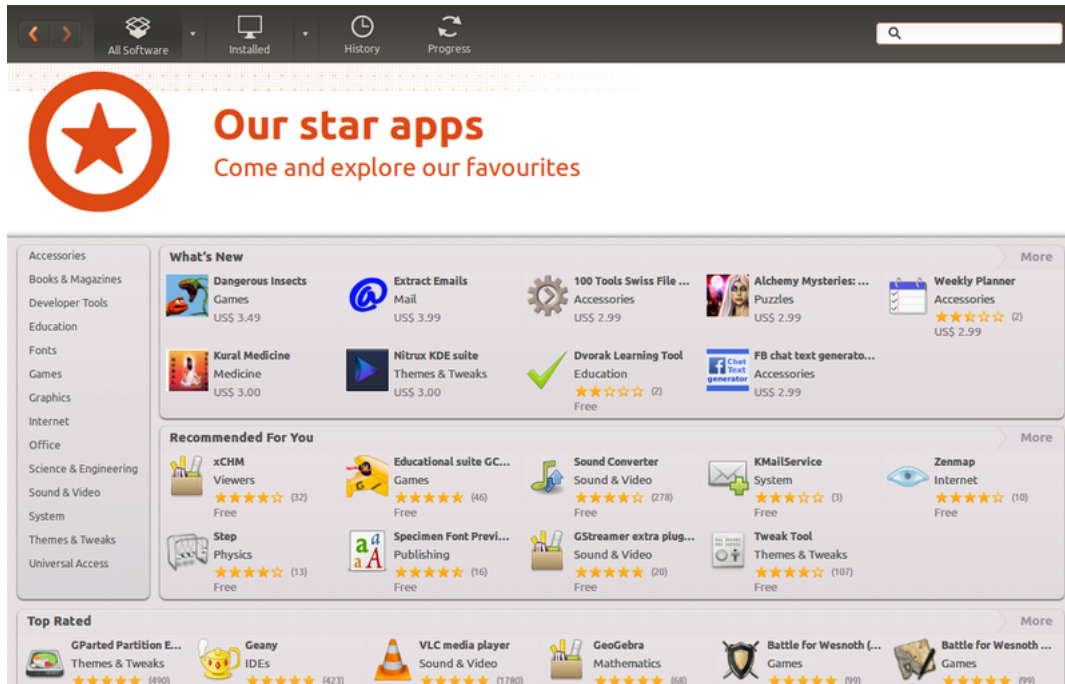 All Software
Installed
History
Progress
Our star apps
Come and explore our favourites
Accessories
Books & Magazines
Developer Tools
Education
Fonts
Games
Graphics
Internet
Office
Science & Engineering
Sound & Video
System
Themes & Tweaks
Universal Access
What's New
More
Dangerous Insects
Games
US$ 3.49
Extract Emails
Mail
US$ 3.99
100 Tools Swiss File ...
Accessories
US$ 2.99
Alchemy Mysteries: ...
Puzzles
US$ 2.99
Weekly Planner
Accessories
(2)
US$ 2.99
Kural Medicine
Medicine
US$ 3.00
Nitrux KDE suite
Themes & Tweaks
US$ 3.00
Dvorak Learning Tool
Education
(2)
Free
Chat
Text
generator
FB chat text generato...
Accessories
US$ 2.99
Recommended For You
More
xCHM
Viewers
(32)
Free
Educational suite GC...
Games
(46)
Free
Sound Converter
Sound & Video
(278)
Free
KMailService
System
(3)
Free
Zenmap
Internet
(10)
Free
Step
Physics
(13)
Free
a a
a A
Specimen Font Previ...
Publishing
(16)
Free
GStreamer extra plug...
Sound & Video
(20)
Free
Tweak Tool
Themes & Tweaks
(107)
Free
Top Rated
More
GParted Partition E...
Themes & Tweaks
(490)
Geany
IDEs
(423)
VLC media player
Sound & Video
(1780)
GeoGebra
Mathematics
(68)
Battle for Wesnoth (...
Games
(99)
Battle for Wesnoth ...
Games
(99)